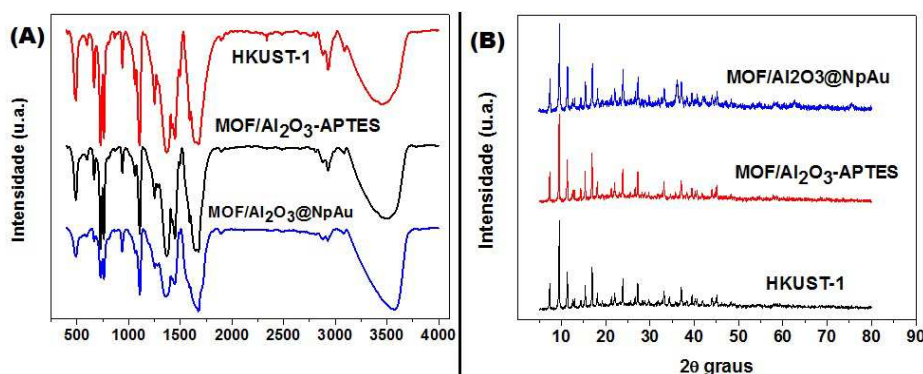 (A)
HKUST-1
MOF/Al₂O₃-APTES
MOF/Al₂O₃@NpAu
Intensidade (u.a.)
500 1000 1500 2000 2500 3000 3500 4000
(B)
MOF/Al2O3@NpAu
MOF/Al₂O₃-APTES
HKUST-1
Intensidade (u.a.)
10 20 30 40 50 60 70 80 90
2θ graus